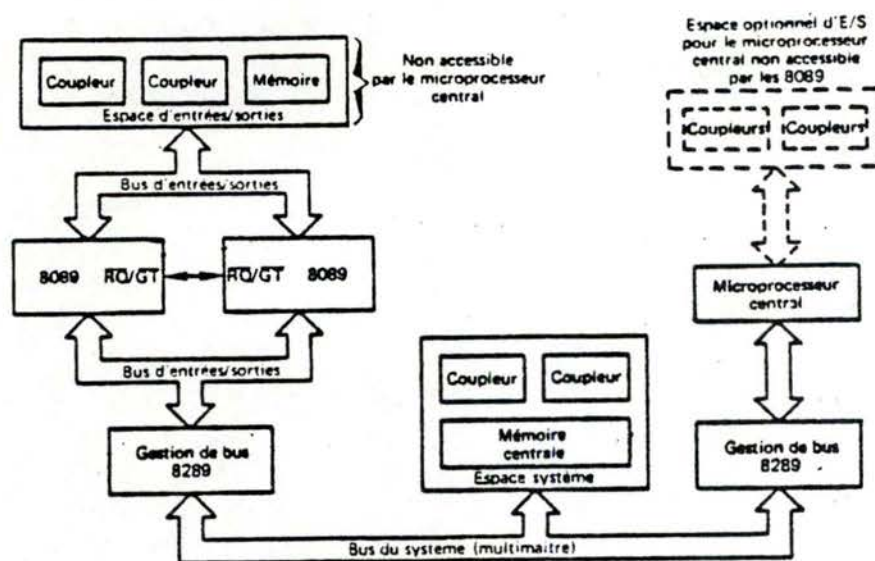 Coupleur
Coupleur
Mémoire
Espace d'entrées/sorties
Non accessible
par le microprocesseur
central
Espace optionnel d'E/S
pour le microprocesseur
central non accessible
par les 8089
Coupleurs
Coupleurs
Bus d'entrées/sorties
8089 RQ/GT
RQ/GT 8089
Bus d'entrées/sorties
Gestion de bus
8289
Coupleur
Coupleur
Mémoire
centrale
Espace système
Microprocesseur
central
Gestion de bus
8289
Bus du systeme (multimaitre)